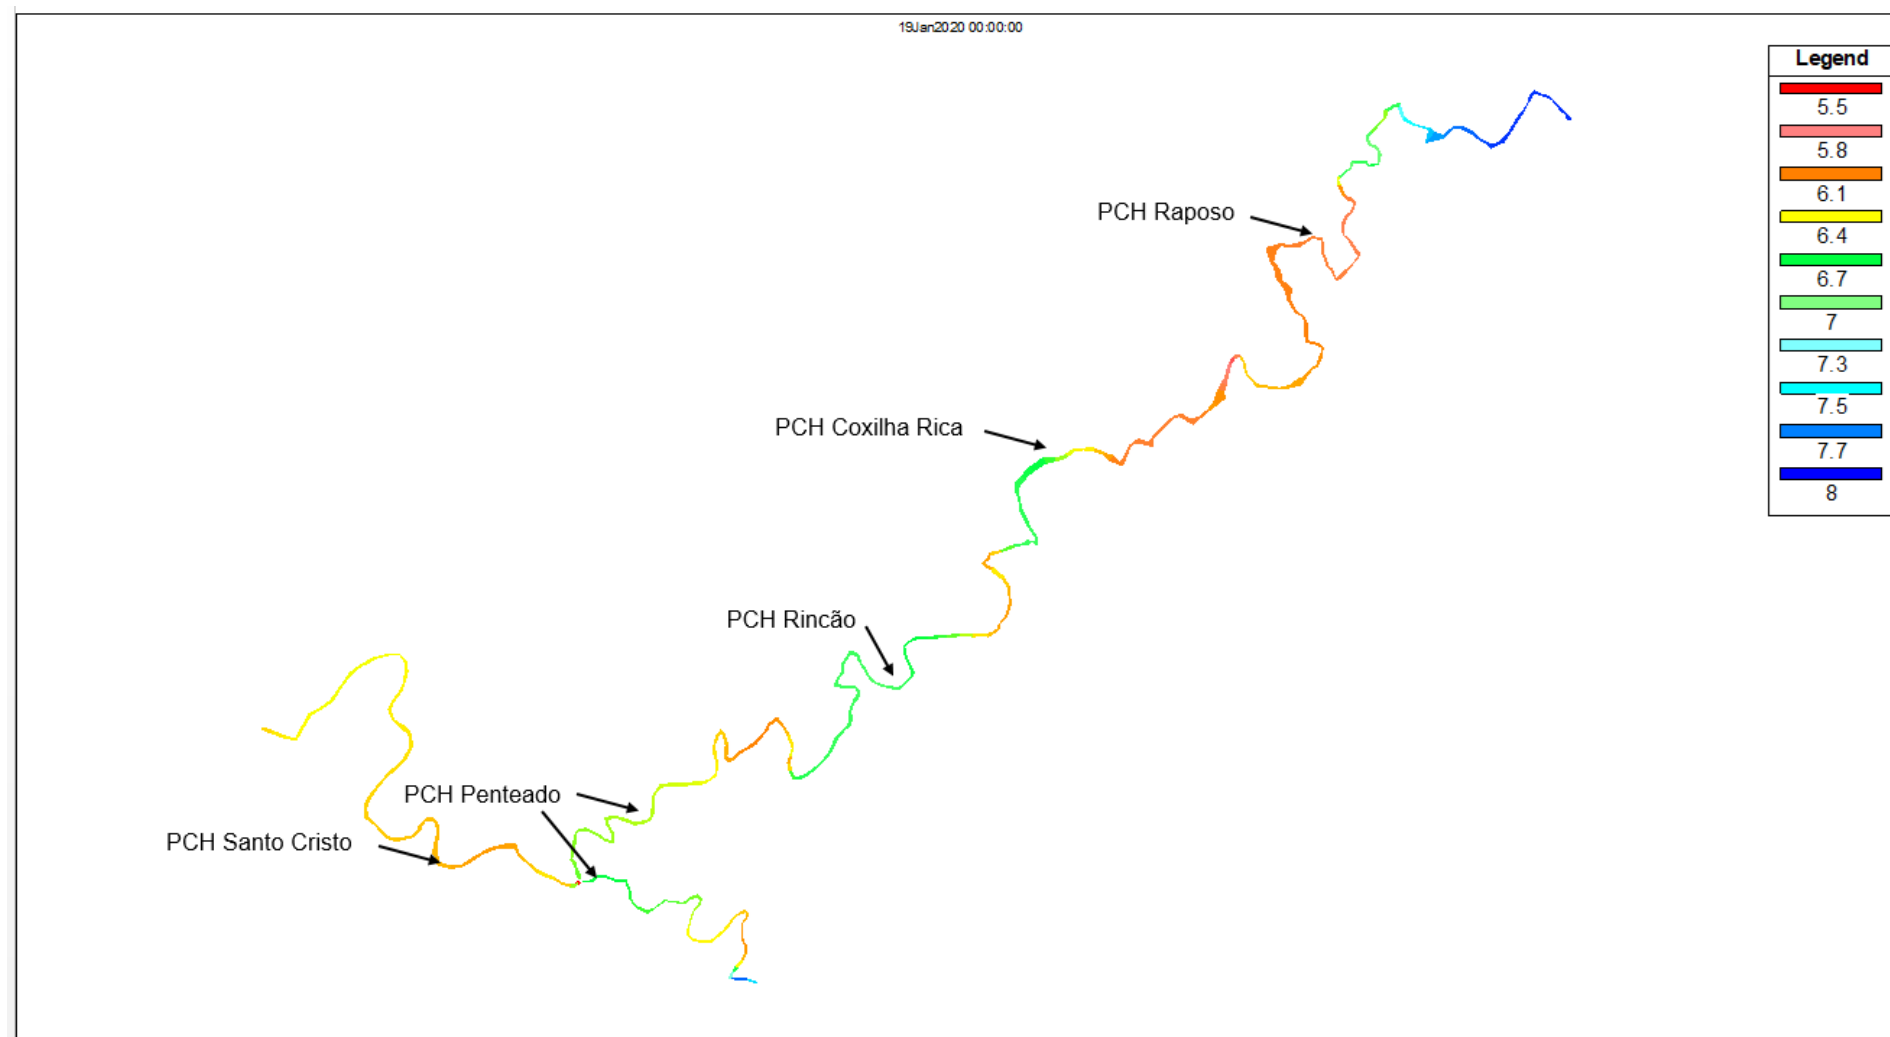 19Jan2020 00:00:00
Legend
5.5
5.8
6.1
6.4
6.7
7
7.3
7.5
7.7
8
PCH Raposo
PCH Coxilha Rica
PCH Rincão
PCH Penteado
PCH Santo Cristo